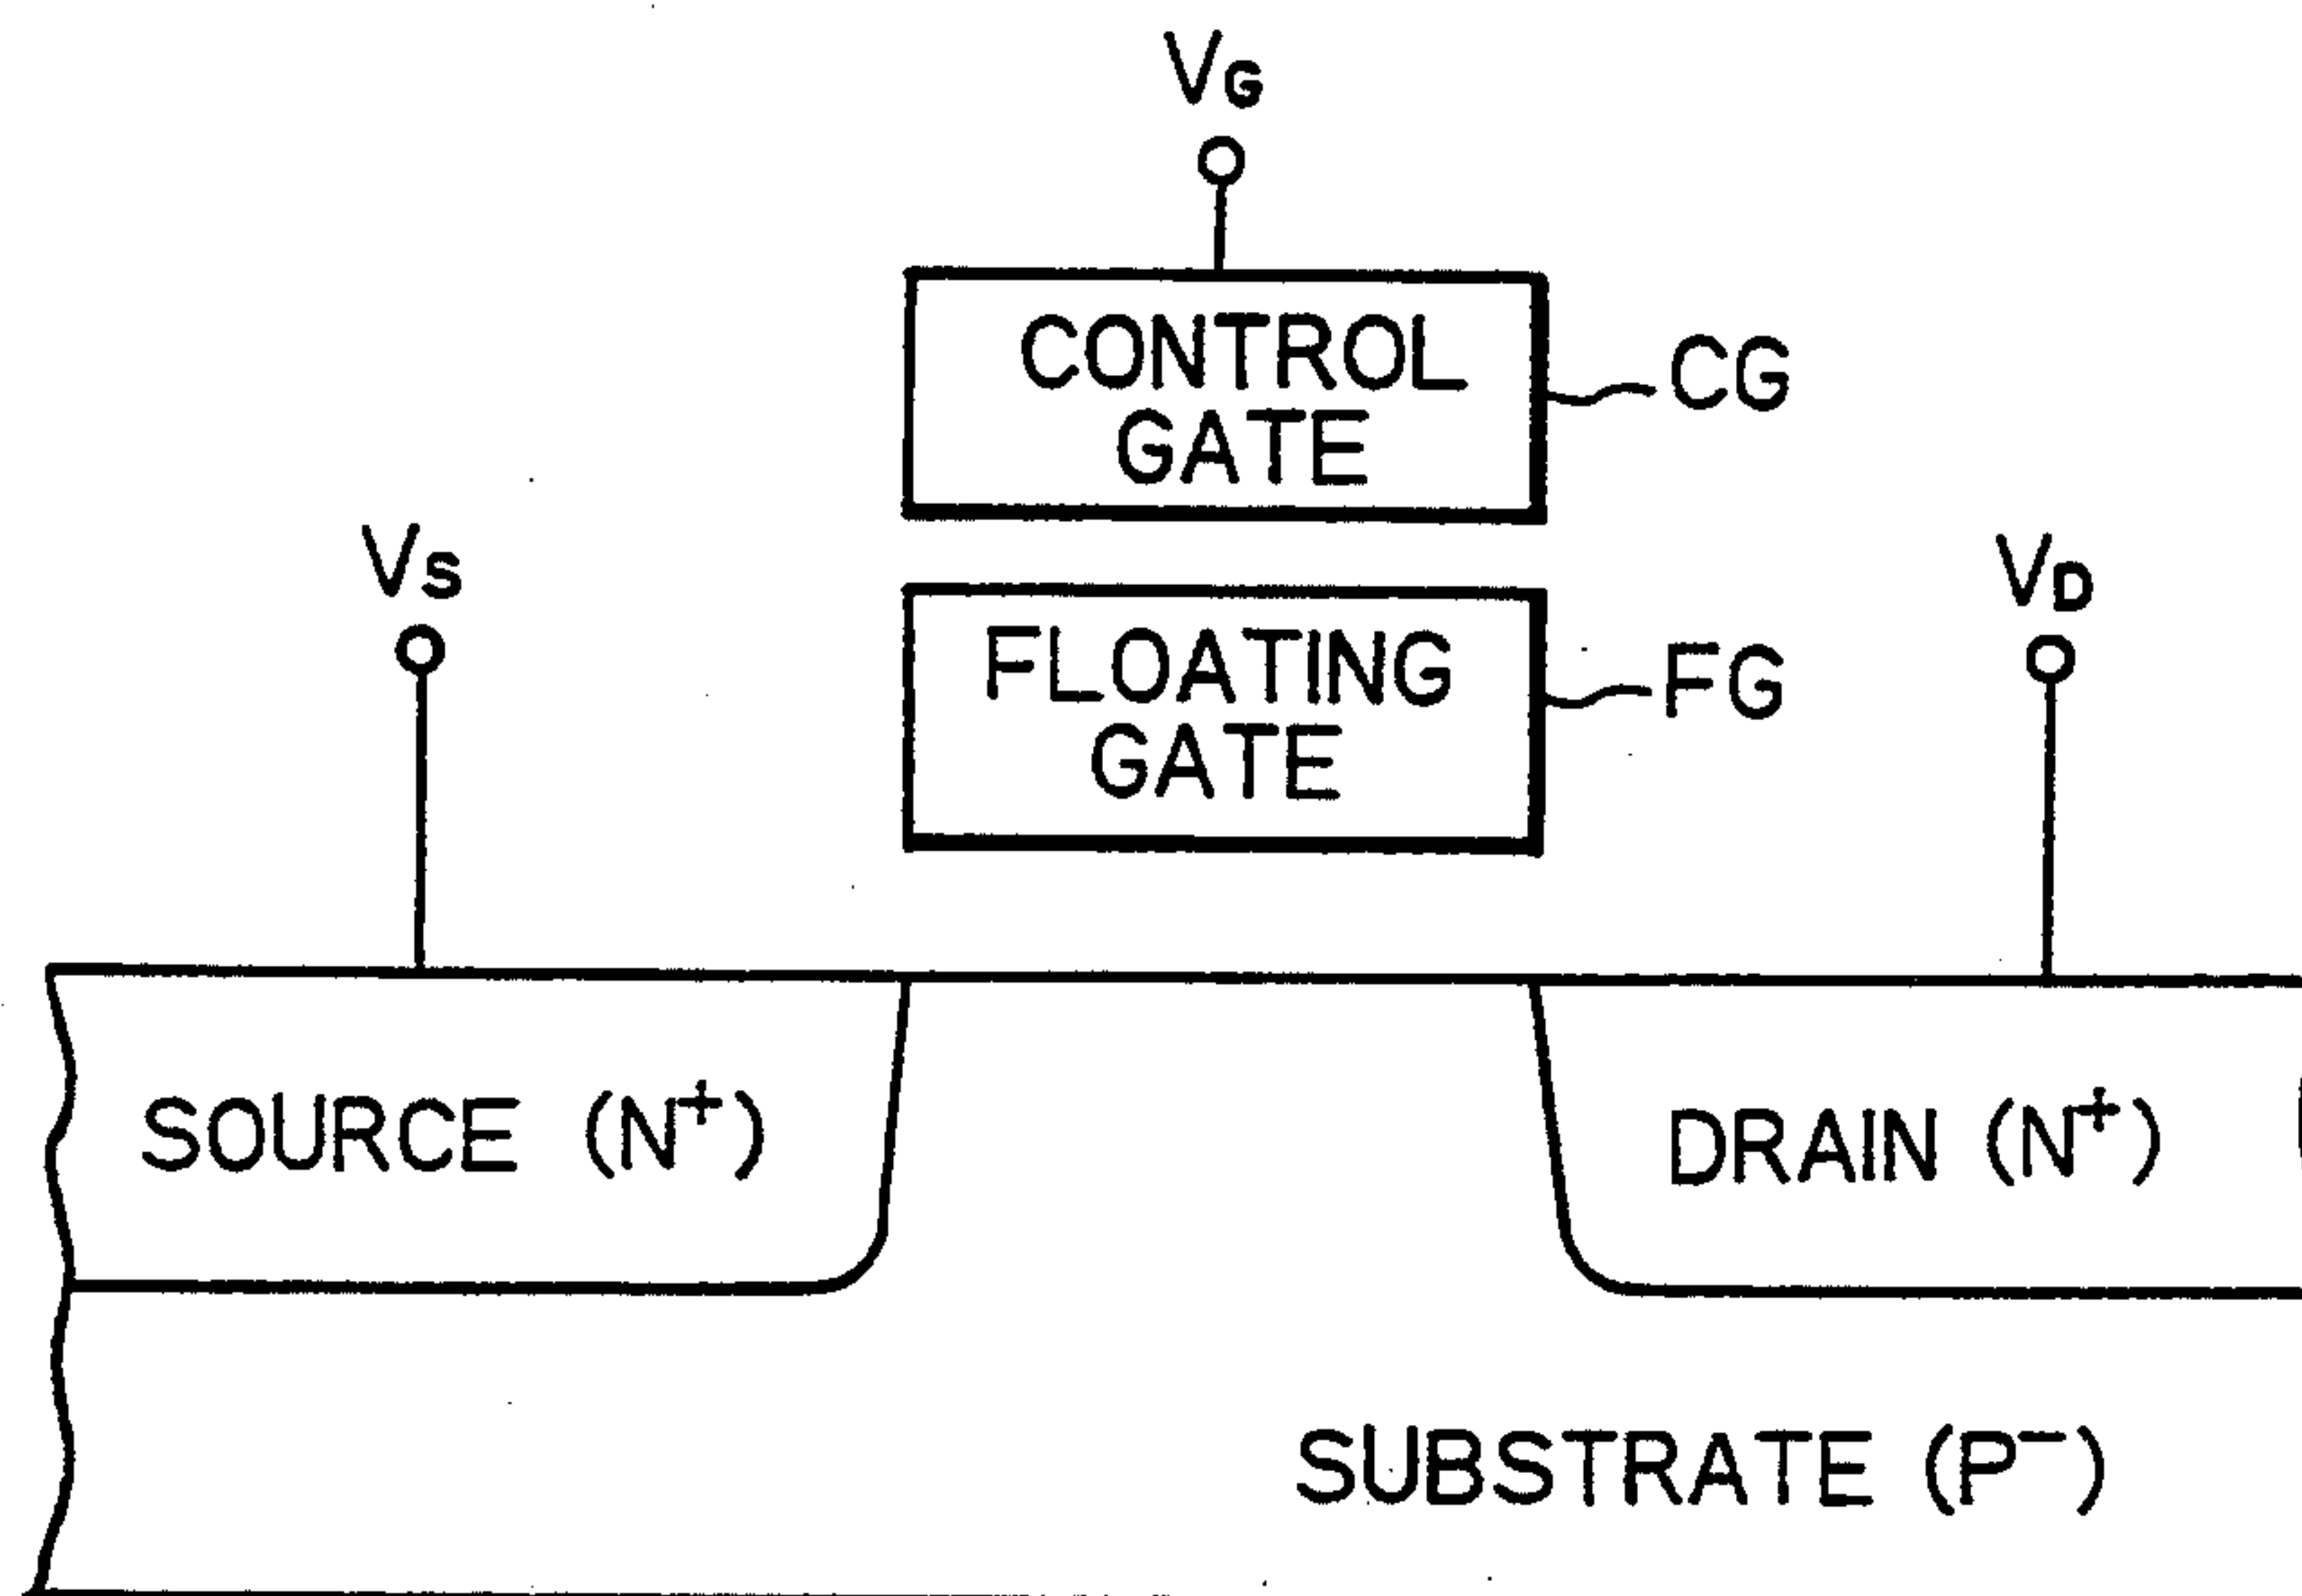 VG
CONTROL
GATE
CG
VS
VD
FLOATING
GATE
FG
SOURCE (N+)
DRAIN (N+)
SUBSTRATE (P−)